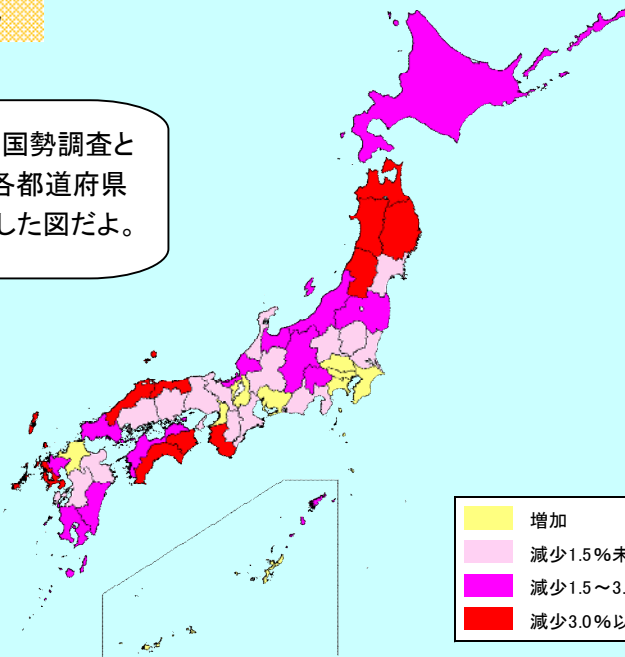 国勢調査と
各都道府県
した図だよ。
増加
減少1.5%未
減少1.5～3.
減少3.0%以